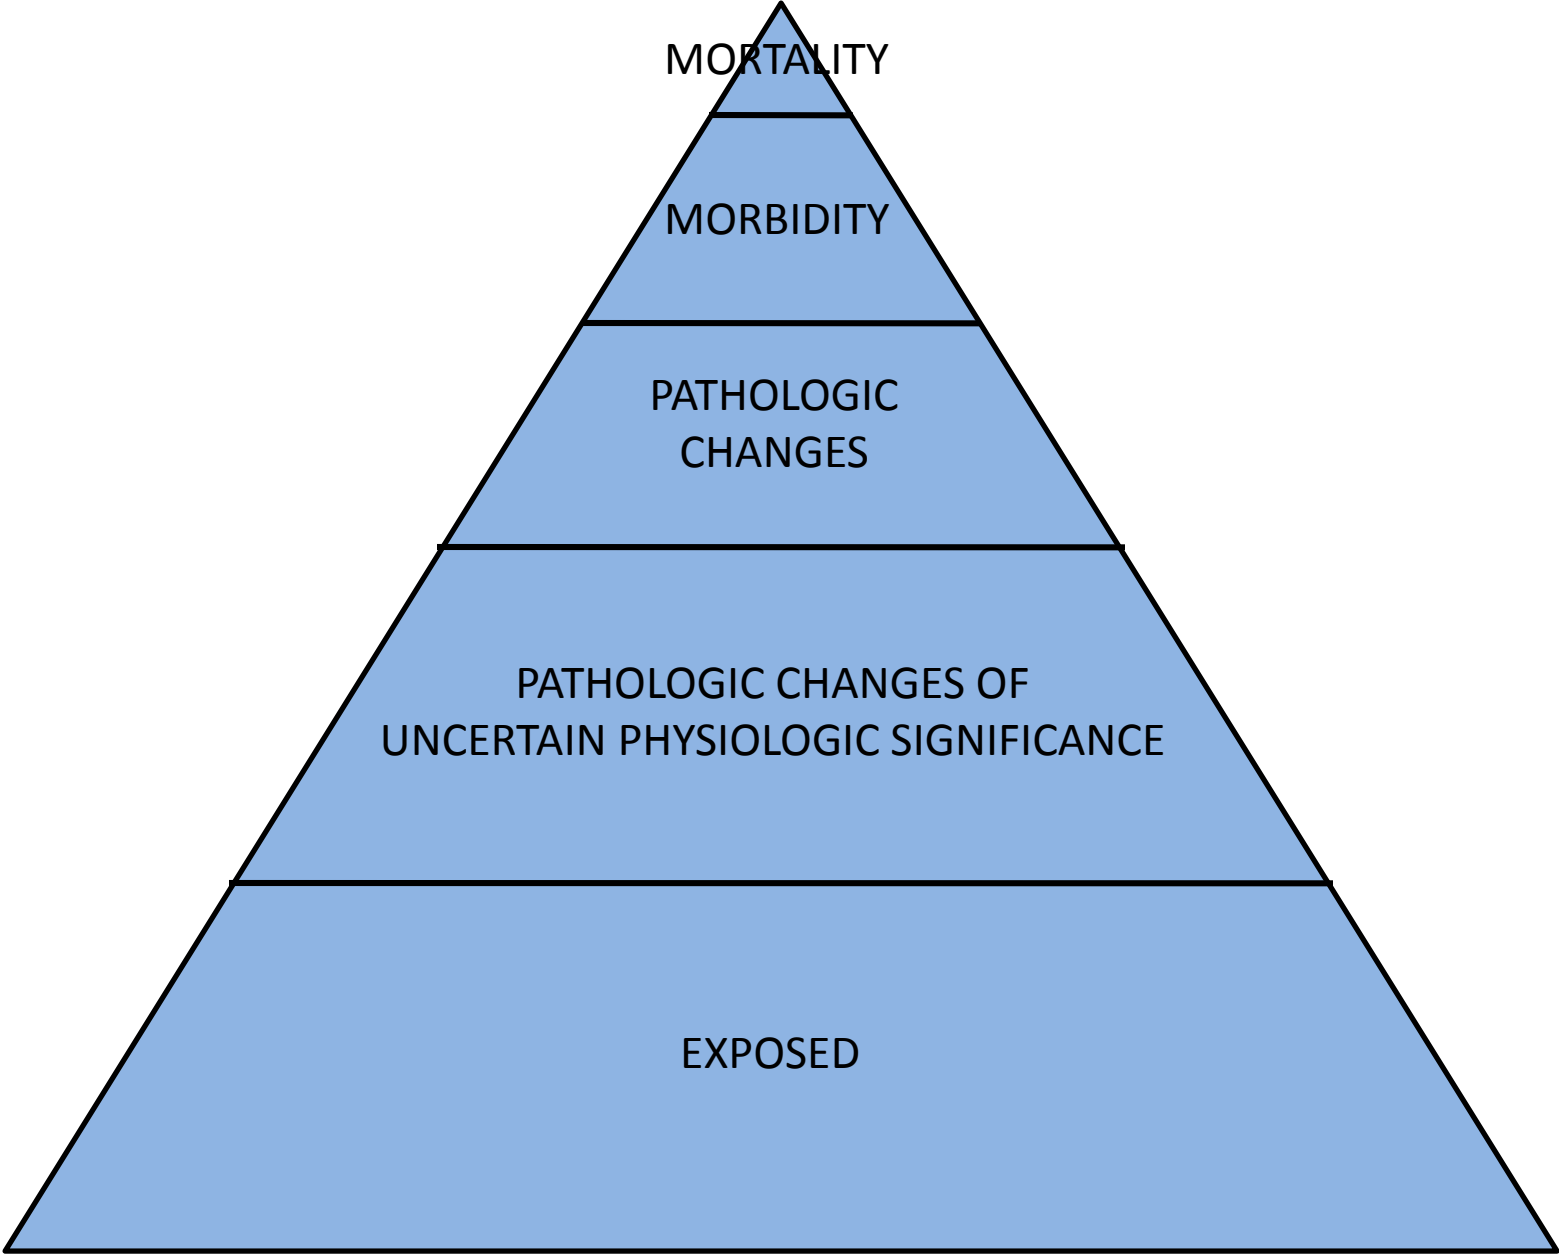 MORTALITY
MORBIDITY
PATHOLOGIC
CHANGES
PATHOLOGIC CHANGES OF
UNCERTAIN PHYSIOLOGIC SIGNIFICANCE
EXPOSED